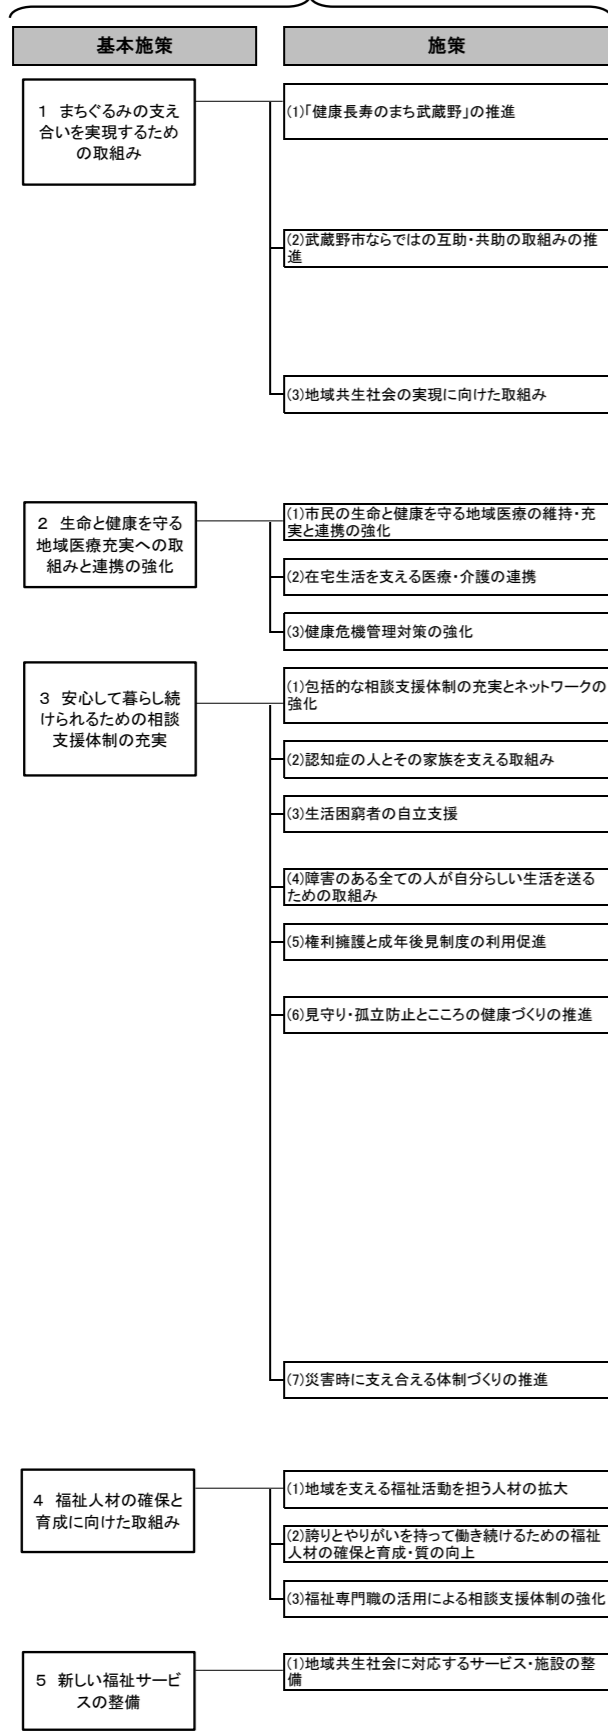 基本施策
施策
1　まちぐるみの支え
合いを実現するため
の取組み
(1)「健康長寿のまち武蔵野」の推進
(2)武蔵野市ならではの互助・共助の取組みの推
進
(3)地域共生社会の実現に向けた取組み
2　生命と健康を守る
地域医療充実への取
組みと連携の強化
(1)市民の生命と健康を守る地域医療の維持・充
実と連携の強化
(2)在宅生活を支える医療・介護の連携
(3)健康危機管理対策の強化
3　安心して暮らし続
けられるための相談
支援体制の充実
(1)包括的な相談支援体制の充実とネットワークの
強化
(2)認知症の人とその家族を支える取組み
(3)生活困窮者の自立支援
(4)障害のある全ての人が自分らしい生活を送る
ための取組み
(5)権利擁護と成年後見制度の利用促進
(6)見守り・孤立防止とこころの健康づくりの推進
(7)災害時に支え合える体制づくりの推進
4　福祉人材の確保と
育成に向けた取組み
(1)地域を支える福祉活動を担う人材の拡大
(2)誇りとやりがいを持って働き続けるための福祉
人材の確保と育成・質の向上
(3)福祉専門職の活用による相談支援体制の強化
5　新しい福祉サービ
スの整備
(1)地域共生社会に対応するサービス・施設の整
備